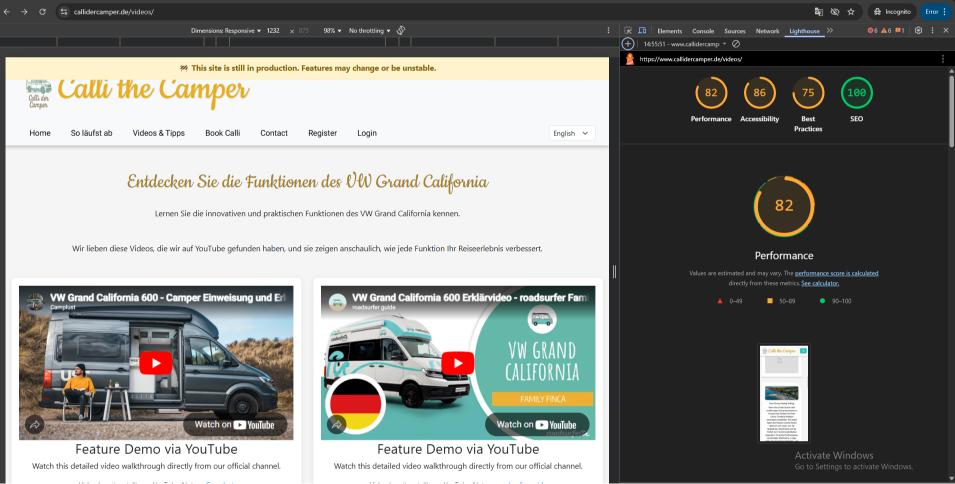 callidercamper.de/videos/
Incognito
Error
Dimensions: Responsive 1232 × 875 98% No throttling
Elements Console Sources Network Lighthouse 6 6 1
14:55:51 - www.callidercamp
https://www.callidercamper.de/videos/
This site is still in production. Features may change or be unstable.
Calli der
Camper
Calli the Camper
Home So läufst ab Videos & Tipps Book Calli Contact Register Login English
Entdecken Sie die Funktionen des VW Grand California
Lernen Sie die innovativen und praktischen Funktionen des VW Grand California kennen.
Wir lieben diese Videos, die wir auf YouTube gefunden haben, und sie zeigen anschaulich, wie jede Funktion Ihr Reiseerlebnis verbessert.
VW Grand California 600 - Camper Einweisung und Erl
Camplust
Watch on YouTube
Feature Demo via YouTube
Watch this detailed video walkthrough directly from our official channel.
VW Grand California 600 Erklärvideo - roadsurfer Fam
roadsurfer guide
VW GRAND
CALIFORNIA
FAMILY FINCA
Watch on YouTube
Feature Demo via YouTube
Watch this detailed video walkthrough directly from our official channel.
82 86 75 100
Performance Accessibility Best Practices SEO
82
Performance
Values are estimated and may vary. The performance score is calculated
directly from these metrics. See calculator.
0–49 50–89 90–100
Calli the Camper
Activate Windows
Go to Settings to activate Windows.